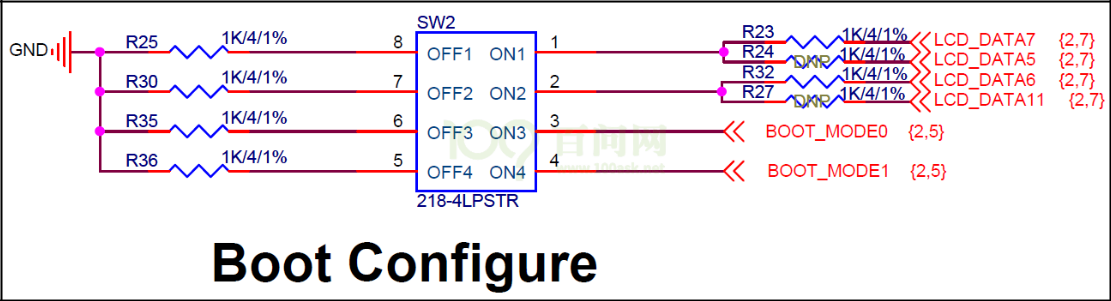 SW2
GND
R25 1K/4/1% 8 OFF1 ON1 1
R30 1K/4/1% 7 OFF2 ON2 2
R35 1K/4/1% 6 OFF3 ON3 3
R36 1K/4/1% 5 OFF4 ON4 4
218-4LPSTR
R23 1K/4/1% LCD_DATA7 {2,7}
R24 DNP 1K/4/1% LCD_DATA5 {2,7}
R32 1K/4/1% LCD_DATA6 {2,7}
R27 DNP 1K/4/1% LCD_DATA11 {2,7}
BOOT_MODE0 {2,5}
BOOT_MODE1 {2,5}
100 百问网
www.100ask.net
Boot Configure